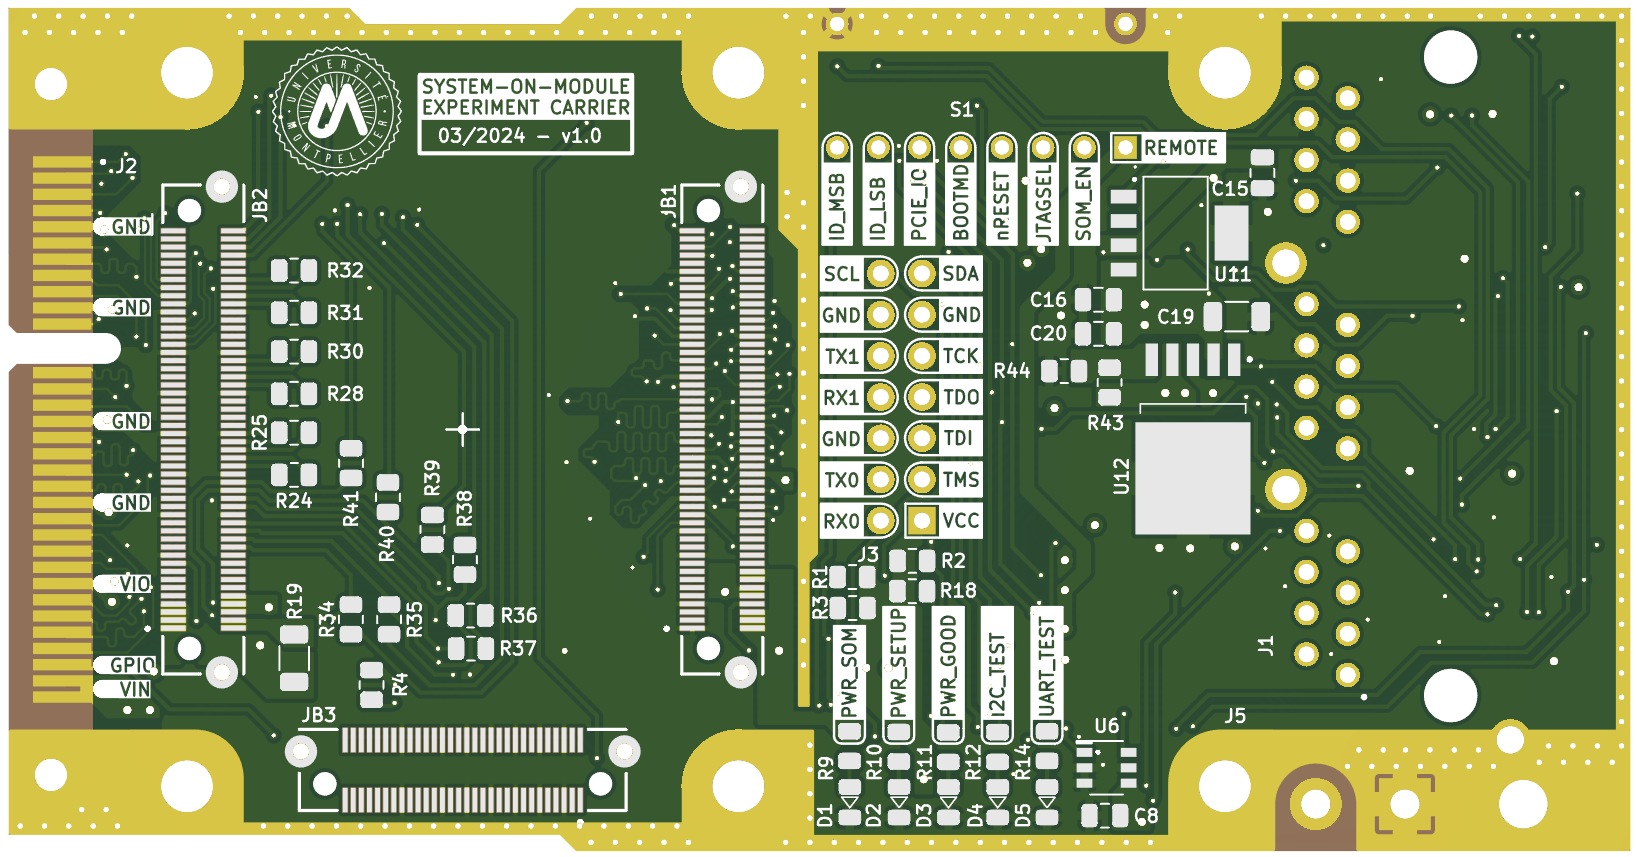 UNIVERSITÉ
MONTPELLIER
SYSTEM-ON-MODULE
EXPERIMENT CARRIER
03/2024 - v1.0
S1
J2
JB2
JB1
ID_MSB
ID_LSB
PCIE_IC
BOOTMD
nRESET
JTAGSEL
SOM_EN
REMOTE
C15
GND
U11
R32
SCL
SDA
GND
R31
GND
GND
C16
C19
C20
R30
TX1
TCK
R44
R28
RX1
TDO
GND
R25
GND
TDI
R43
R24
R41
R39
R38
TX0
TMS
U12
GND
R40
RX0
VCC
J3
R2
VIO
R1
R18
R19
R34
R35
R36
R3
R37
J1
GPIO
VIN
R4
PWR_SOM
PWR_SETUP
PWR_GOOD
I2C_TEST
UART_TEST
JB3
J5
U6
R9
R10
R11
R12
R14
D1
D2
D3
D4
D5
C8